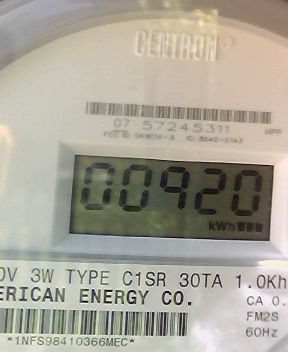 CENTRON®
07 57245311
HPP
00920
kWh
0V 3W TYPE C1SR 30TA 1.0Kh
ERICAN ENERGY CO.
CA 0.
FM2S
60Hz
*1NFS98410366MEC*